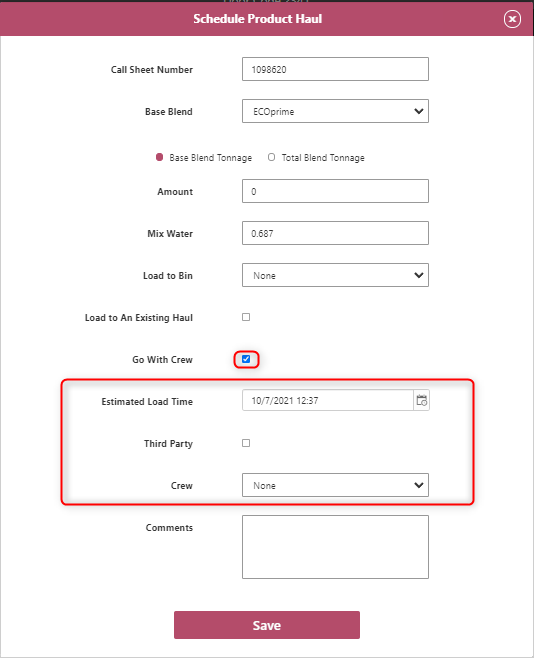 Schedule Product Haul
Call Sheet Number 1098620
Base Blend ECOprime
Base Blend Tonnage Total Blend Tonnage
Amount 0
Mix Water 0.687
Load to Bin None
Load to An Existing Haul
Go With Crew
Estimated Load Time 10/7/2021 12:37
Third Party
Crew None
Comments
Save